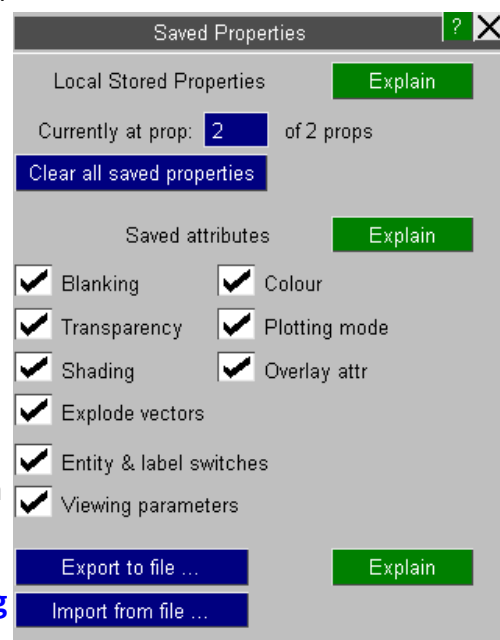 Saved Properties ? X
Local Stored Properties Explain
Currently at prop: 2 of 2 props
Clear all saved properties
Saved attributes Explain
Blanking Colour
Transparency Plotting mode
Shading Overlay attr
Explode vectors
Entity & label switches
Viewing parameters
Export to file ... Explain
g Import from file ...